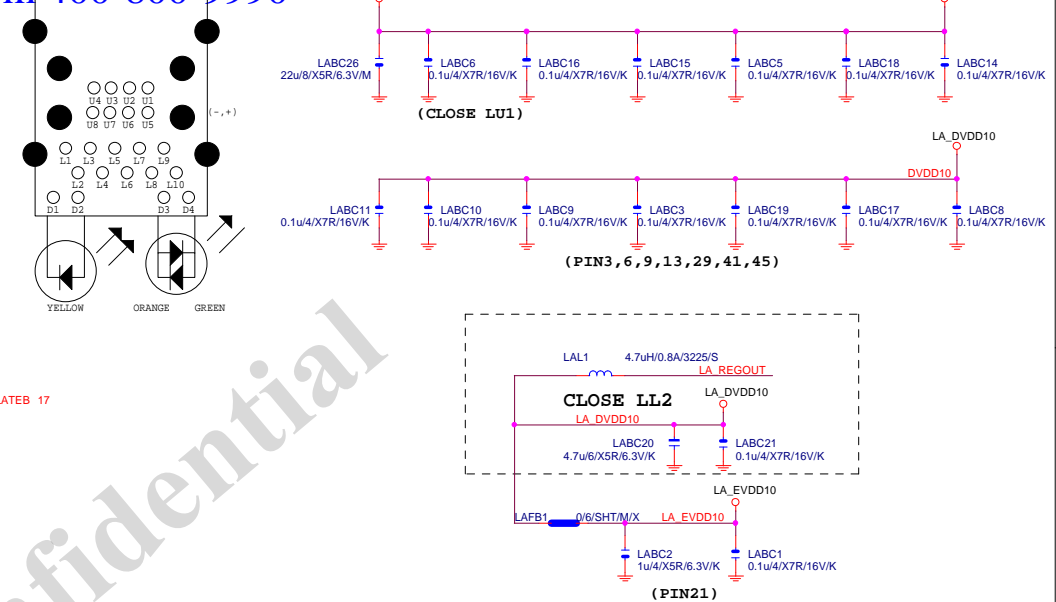 LABC26
22u/8/X5R/6.3V/M
LABC6
0.1u/4/X7R/16V/K
LABC16
0.1u/4/X7R/16V/K
LABC15
0.1u/4/X7R/16V/K
LABC5
0.1u/4/X7R/16V/K
LABC18
0.1u/4/X7R/16V/K
LABC14
0.1u/4/X7R/16V/K
(CLOSE LU1)
U4 U3 U2 U1
U8 U7 U6 U5
(-,+)
L1 L3 L5 L7 L9
L2 L4 L6 L8 L10
D1 D2 D3 D4
YELLOW ORANGE GREEN
LA_DVDD10
DVDD10
LABC11
0.1u/4/X7R/16V/K
LABC10
0.1u/4/X7R/16V/K
LABC9
0.1u/4/X7R/16V/K
LABC3
0.1u/4/X7R/16V/K
LABC19
0.1u/4/X7R/16V/K
LABC17
0.1u/4/X7R/16V/K
LABC8
0.1u/4/X7R/16V/K
(PIN3,6,9,13,29,41,45)
LAL1 4.7uH/0.8A/3225/S
LA_REGOUT
CLOSE LL2
LA_DVDD10
LA_DVDD10
LABC20
4.7u/6/X5R/6.3V/K
LABC21
0.1u/4/X7R/16V/K
LA_EVDD10
LAFB1 0/6/SHT/M/X LA_EVDD10
LABC2
1u/4/X5R/6.3V/K
LABC1
0.1u/4/X7R/16V/K
(PIN21)
ATEB 17
fidential